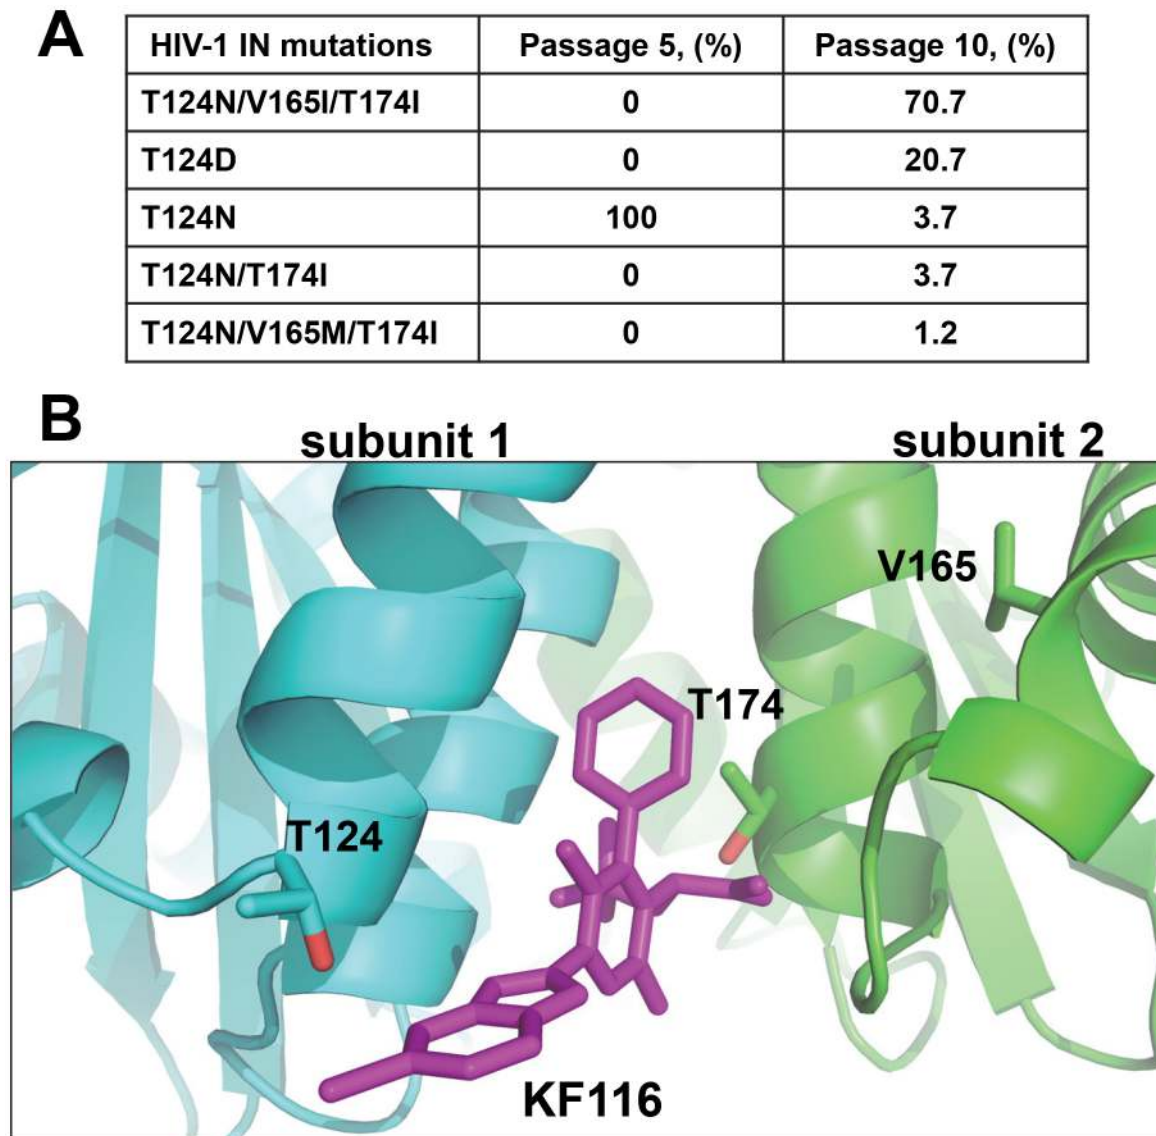 A
HIV-1 IN mutations Passage 5, (%) Passage 10, (%)
T124N/V165I/T174I 0 70.7
T124D 0 20.7
T124N 100 3.7
T124N/T174I 0 3.7
T124N/V165M/T174I 0 1.2
B
subunit 1 subunit 2
V165
T174
T124
KF116